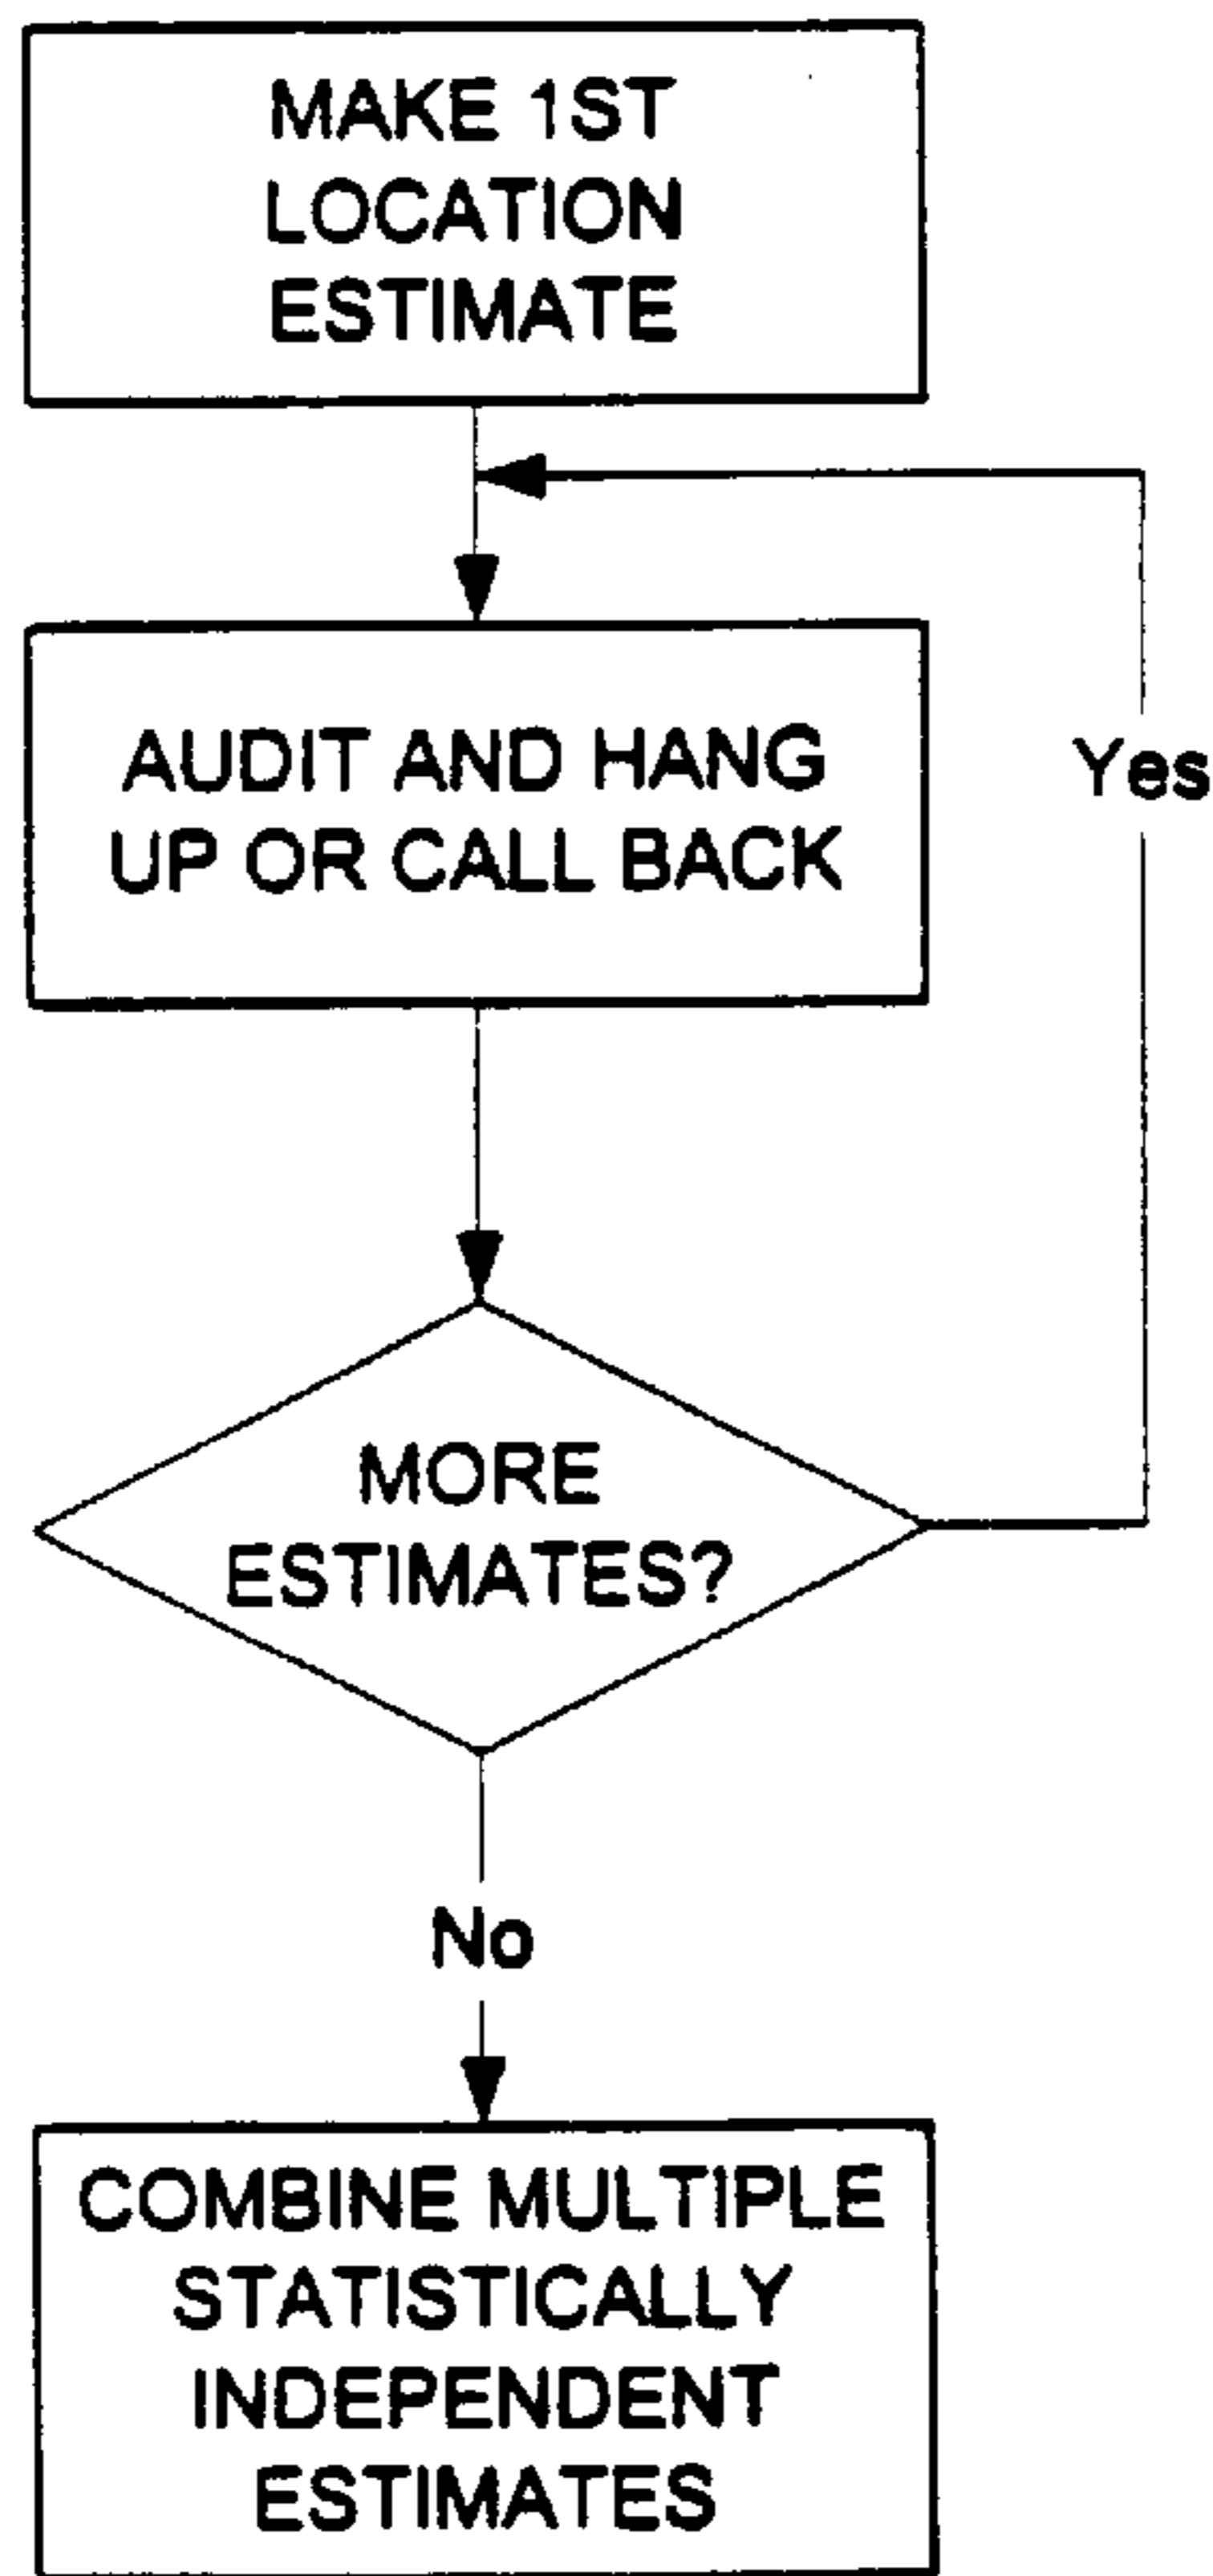 MAKE 1ST
LOCATION
ESTIMATE
AUDIT AND HANG
UP OR CALL BACK
Yes
MORE
ESTIMATES?
No
COMBINE MULTIPLE
STATISTICALLY
INDEPENDENT
ESTIMATES